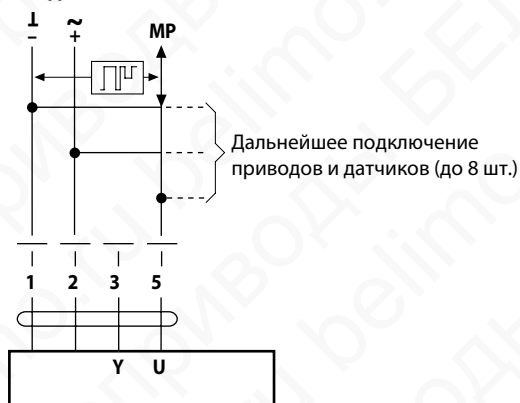 ⊥ ~ MP
– +
Дальнейшее подключение
приводов и датчиков (до 8 шт.)
1 2 3 5
Y U